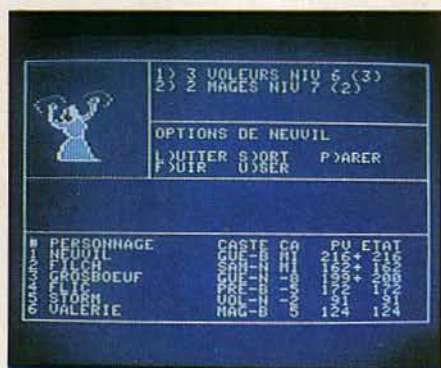 1) 3 VOLEURS NIV 6 (3)
2) 2 MAGES NIV 7 (2)
OPTIONS DE NEUVIL
L)UTTER S)ORT P)ARER
F)UIR U)SER
# PERSONNAGE CASTE CA PV ETAT
1 NEUVIL GUE-B MI 216+ 216
2 FYLCH SAM-N MI 162+ 162
3 GROSBOEUF GUE-N -8 199+ 200
4 FLIC PRE-B -5 172 172
5 STORM VOL-N -2 91 91
6 VALERIE MAG-B 5 124 124